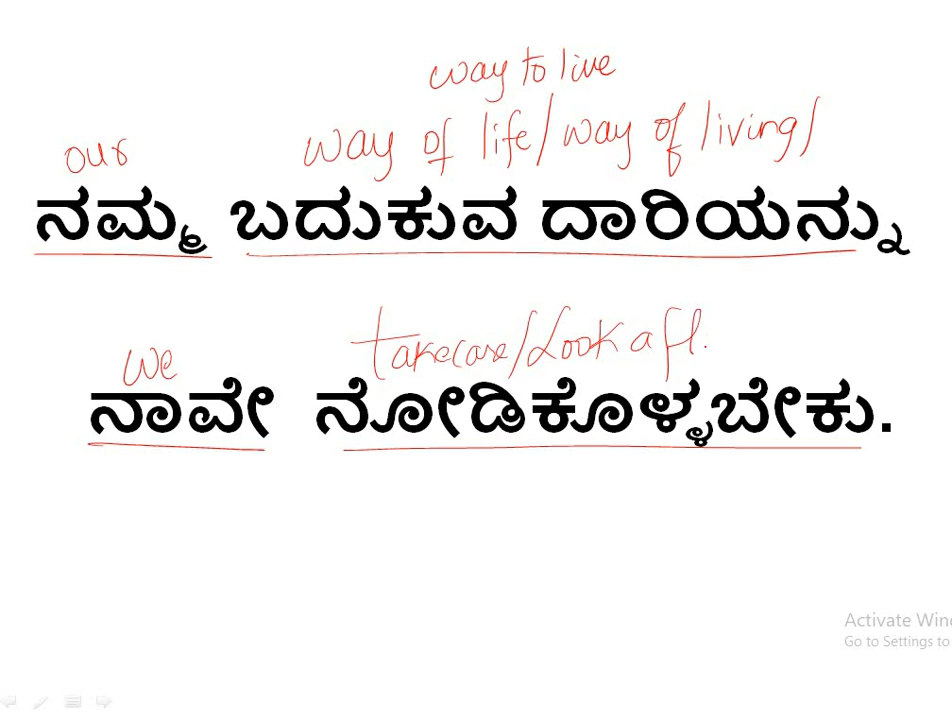 way to live
our way of life/way of living/
ನಮ್ಮ ಬದುಕುವ ದಾರಿಯನ್ನು
we takecare/Look aft.
ನಾವೇ ನೋಡಿಕೊಳ್ಳಬೇಕು.
Activate Win
Go to Settings to